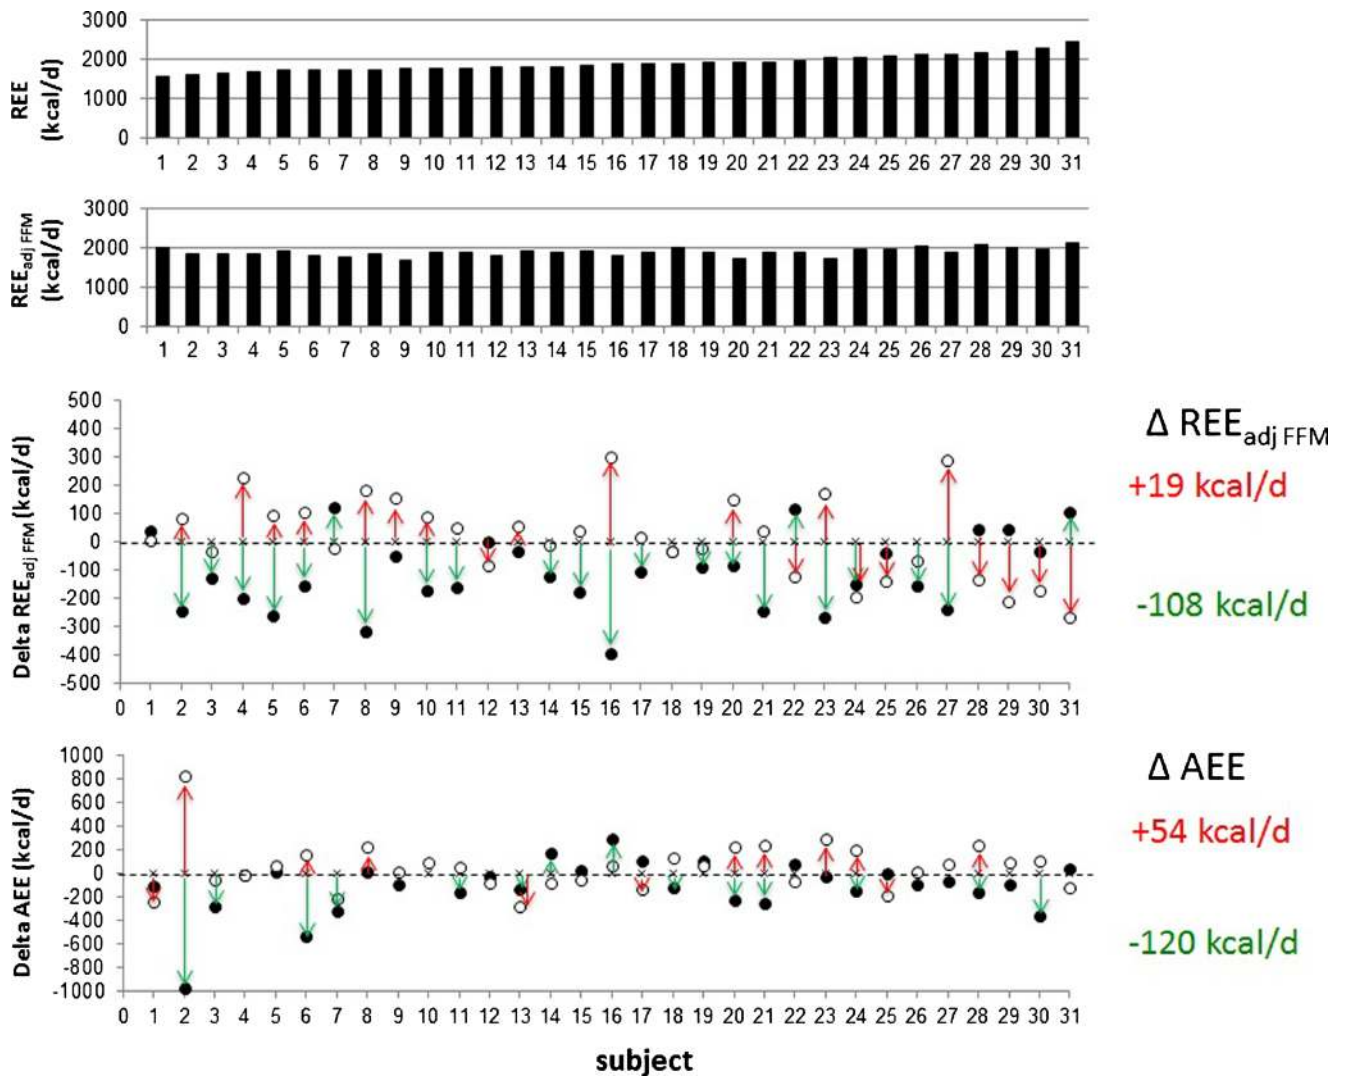 3000
2000
1000
0
REE
(kcal/d)
1 2 3 4 5 6 7 8 9 10 11 12 13 14 15 16 17 18 19 20 21 22 23 24 25 26 27 28 29 30 31
3000
2000
1000
0
REEadj FFM
(kcal/d)
1 2 3 4 5 6 7 8 9 10 11 12 13 14 15 16 17 18 19 20 21 22 23 24 25 26 27 28 29 30 31
500
400
300
200
100
0
-100
-200
-300
-400
-500
Delta REEadj FFM (kcal/d)
0 1 2 3 4 5 6 7 8 9 10 11 12 13 14 15 16 17 18 19 20 21 22 23 24 25 26 27 28 29 30 31
Δ REEadj FFM
+19 kcal/d
-108 kcal/d
1000
800
600
400
200
0
-200
-400
-600
-800
-1000
Delta AEE (kcal/d)
0 1 2 3 4 5 6 7 8 9 10 11 12 13 14 15 16 17 18 19 20 21 22 23 24 25 26 27 28 29 30 31
Δ AEE
+54 kcal/d
-120 kcal/d
subject